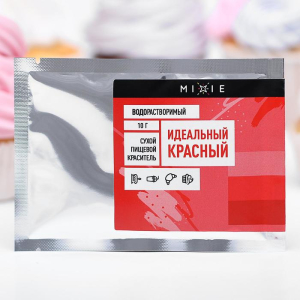 MIXIE
ВОДОРАСТВОРИМЫЙ
10 Г
СУХОЙ
ПИЩЕВОЙ
КРАСИТЕЛЬ
ИДЕАЛЬНЫЙ
КРАСНЫЙ